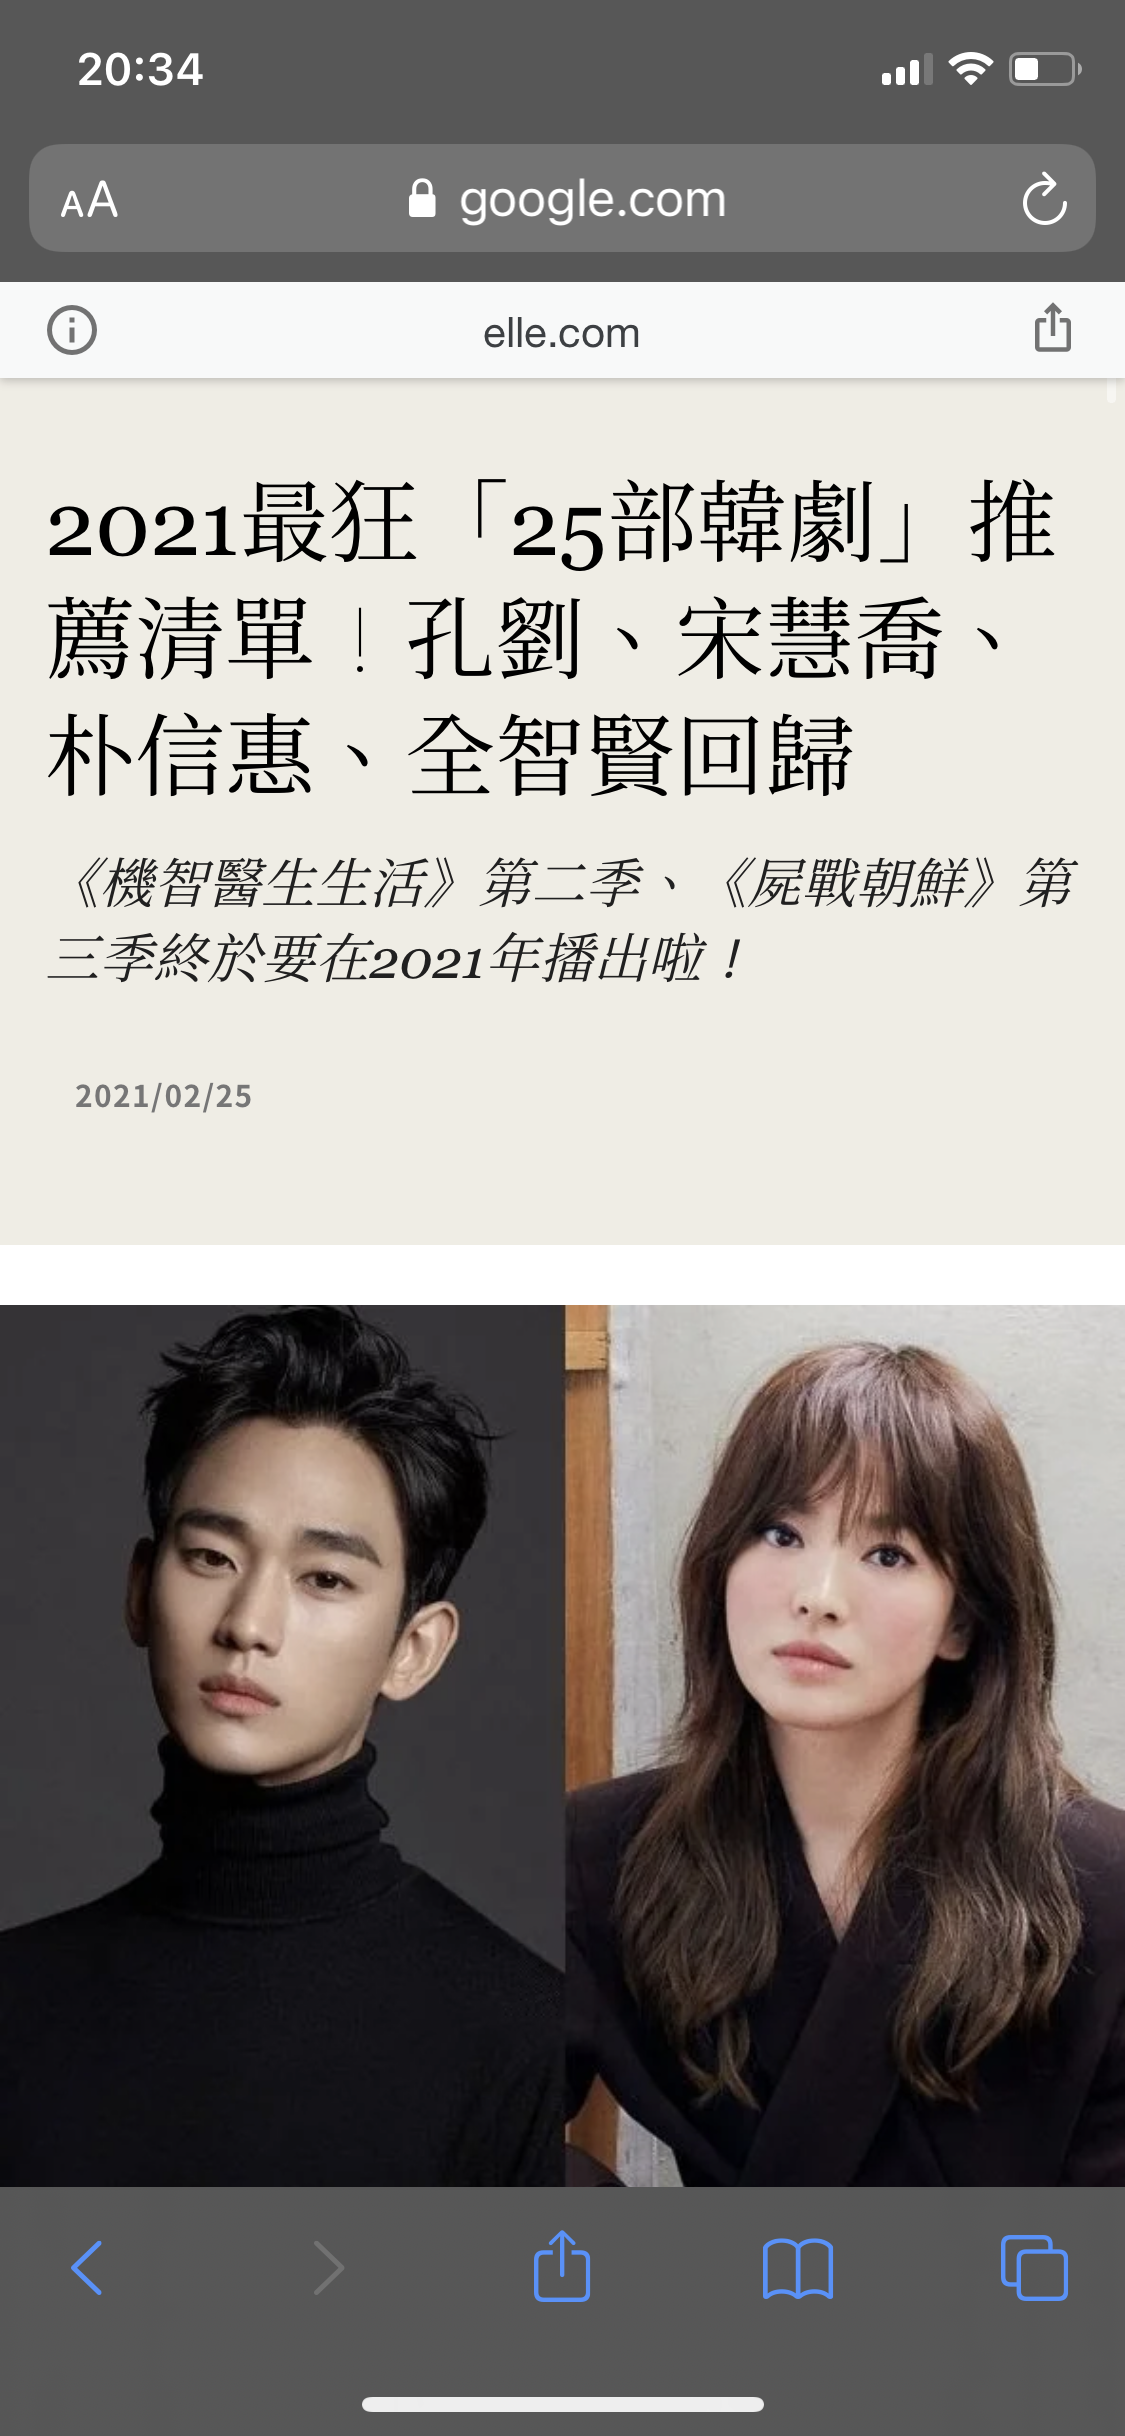 20:34
AA google.com
elle.com
2021最狂「25部韓劇」推
薦清單！孔劉、宋慧喬、
朴信惠、全智賢回歸
《機智醫生生活》第二季、《屍戰朝鮮》第
三季終於要在2021年播出啦！
2021/02/25